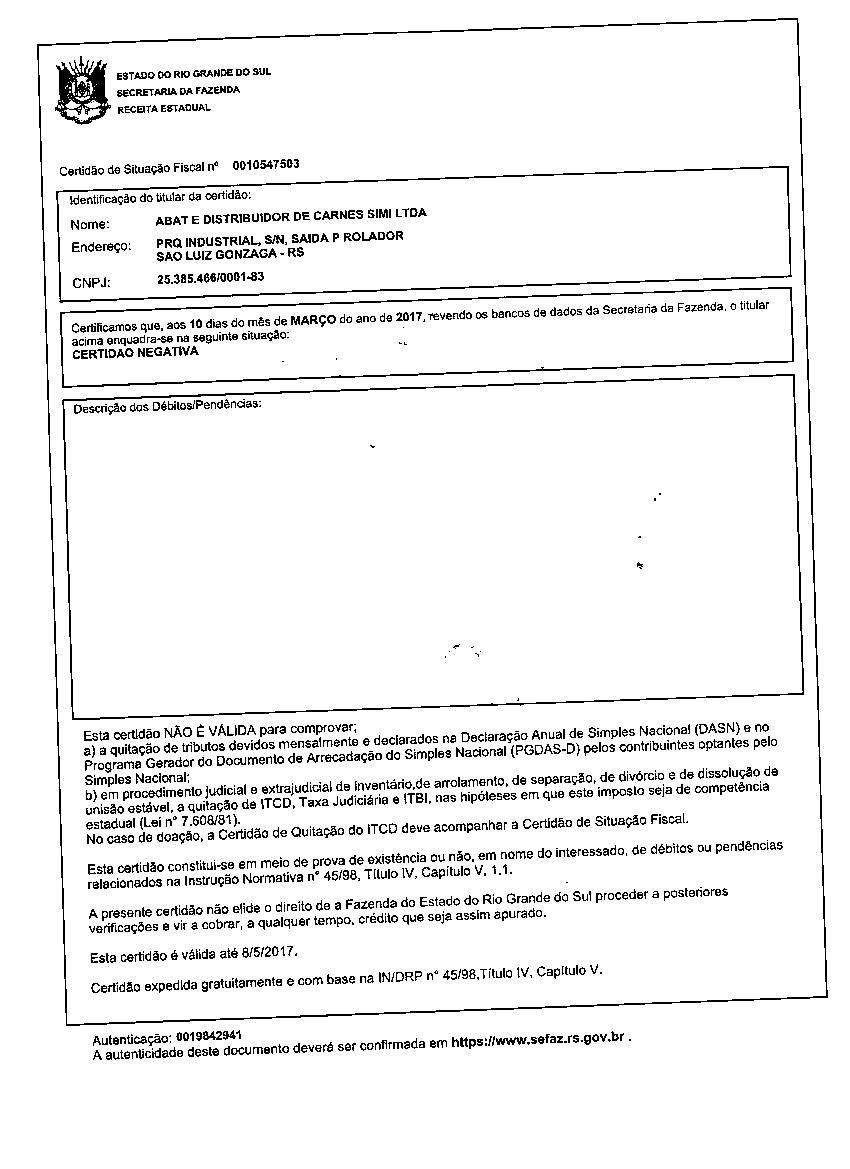 ESTADO DO RIO GRANDE DO SUL
SECRETARIA DA FAZENDA
RECEITA ESTADUAL
Certidão de Situação Fiscal nº 0010547503
Identificação do titular da certidão:
Nome: ABAT E DISTRIBUIDOR DE CARNES SIMI LTDA
Endereço: PRQ INDUSTRIAL, S/N, SAIDA P ROLADOR
SAO LUIZ GONZAGA - RS
CNPJ: 25.385.466/0001-83
Certificamos que, aos 10 dias do mês de MARÇO do ano de 2017, revendo os bancos de dados da Secretaria da Fazenda, o titular
acima enquadra-se na seguinte situação:
CERTIDAO NEGATIVA
Descrição dos Débitos/Pendências:
Esta certidão NÃO É VÁLIDA para comprovar;
a) a quitação de tributos devidos mensalmente e declarados na Declaração Anual de Simples Nacional (DASN) e no
Programa Gerador do Documento de Arrecadação do Simples Nacional (PGDAS-D) pelos contribuintes optantes pelo
Simples Nacional;
b) em procedimento judicial e extrajudicial de inventário,de arrolamento, de separação, de divórcio e de dissolução de
unisão estável, a quitação de ITCD, Taxa Judiciária e ITBI, nas hipóteses em que este imposto seja de competência
estadual (Lei nº 7.608/81).
No caso de doação, a Certidão de Quitação do ITCD deve acompanhar a Certidão de Situação Fiscal.
Esta certidão constitui-se em meio de prova de existência ou não, em nome do interessado, de débitos ou pendências
relacionados na Instrução Normativa n° 45/98, Título IV, Capítulo V, 1.1.
A presente certidão não elide o direito de a Fazenda do Estado do Rio Grande do Sul proceder a posteriores
verificações e vir a cobrar, a qualquer tempo, crédito que seja assim apurado.
Esta certidão é válida até 8/5/2017.
Certidão expedida gratuitamente e com base na IN/DRP n° 45/98,Título IV, Capítulo V.
Autenticação: 0019842941
A autenticidade deste documento deverá ser confirmada em https://www.sefaz.rs.gov.br .